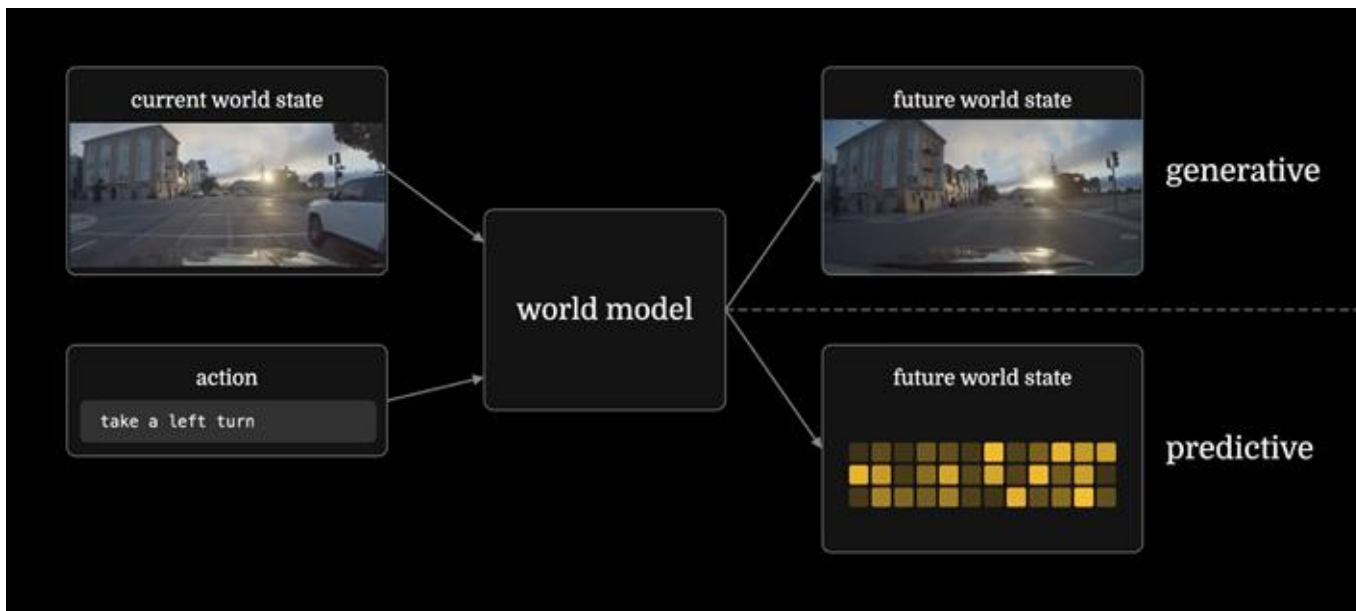 current world state
action
take a left turn
world model
future world state
generative
future world state
predictive